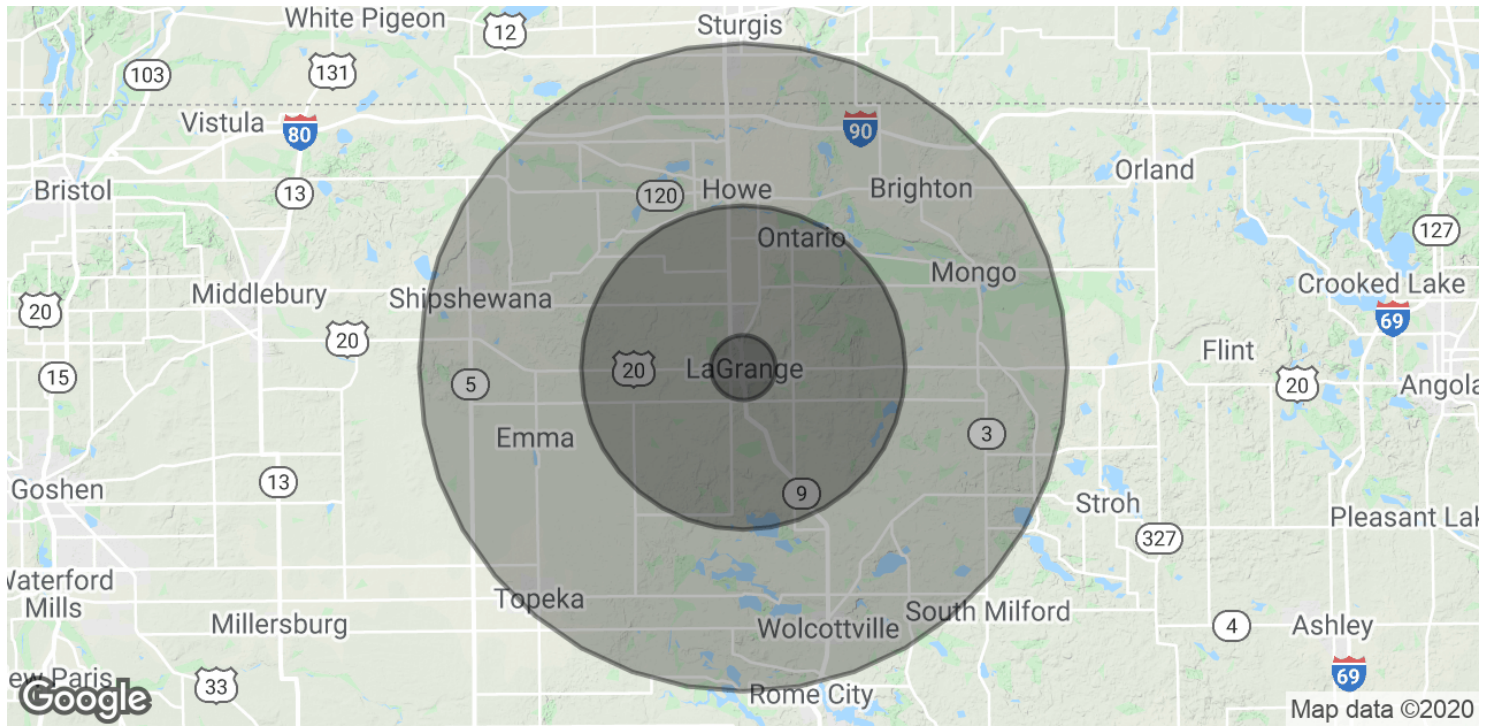 White Pigeon
12
Sturgis
103
131
Vistula
80
90
Orland
Bristol
13
120
Howe
Brighton
127
Ontario
Mongo
Crooked Lake
Middlebury
Shipshewana
20
20
69
LaGrange
20
Flint
20
15
5
Angola
Emma
3
13
9
Goshen
Stroh
Pleasant Lak
327
Waterford
Mills
Topeka
South Milford
Millersburg
Wolcottville
4
Ashley
ew Paris
33
69
Rome City
Google
Map data ©2020